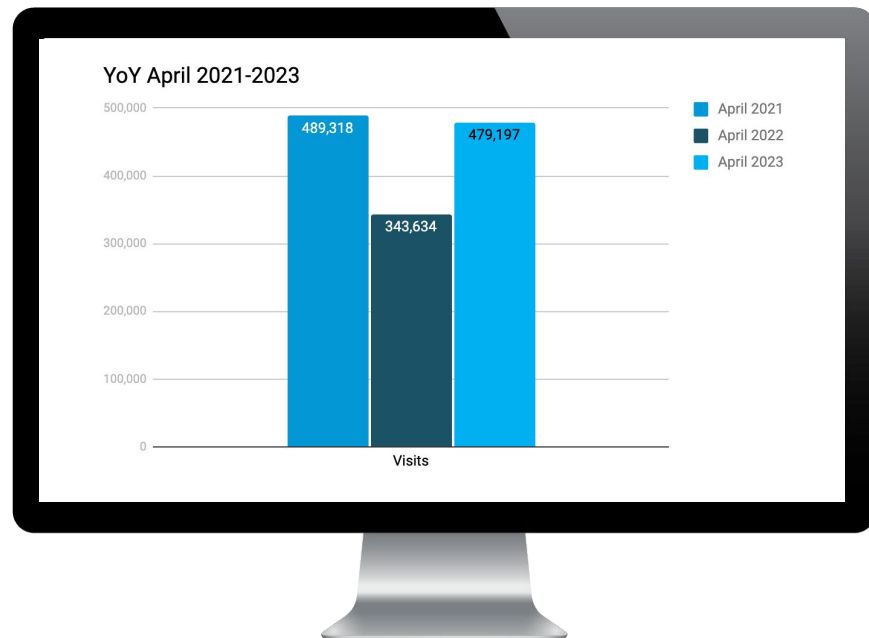 YoY April 2021-2023
500,000
400,000
300,000
200,000
100,000
0
489,318
343,634
479,197
Visits
April 2021
April 2022
April 2023